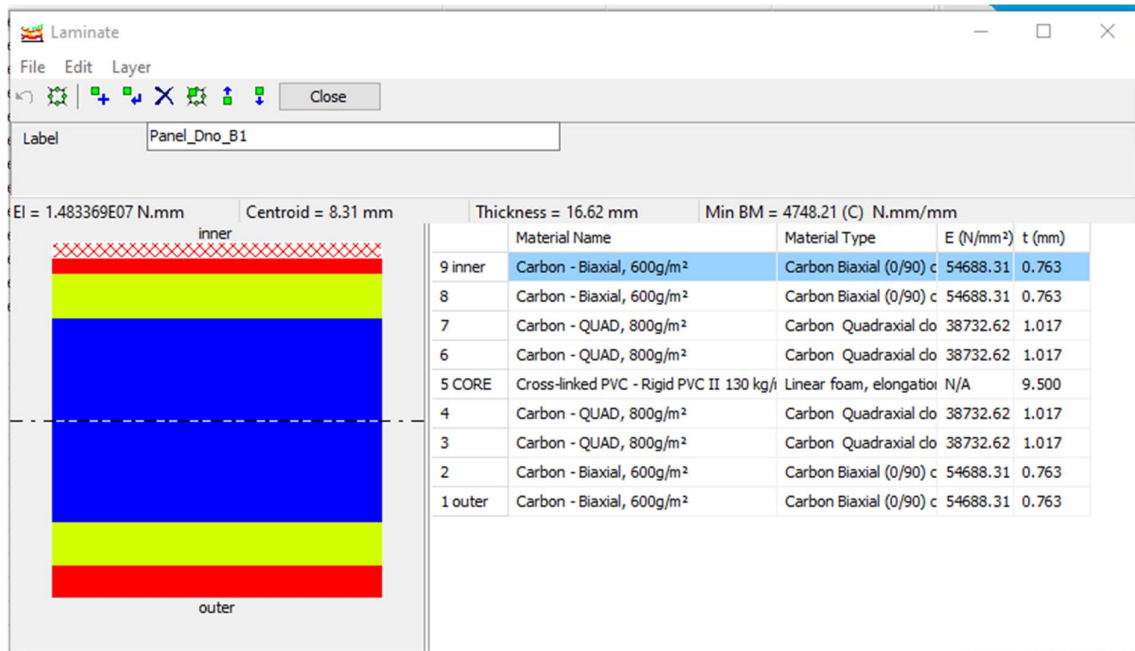 Laminate
File Edit Layer
Close
Label Panel_Dno_B1
EI = 1.483369E07 N.mm Centroid = 8.31 mm Thickness = 16.62 mm Min BM = 4748.21 (C) N.mm/mm
inner
Material Name Material Type E (N/mm²) t (mm)
9 inner Carbon - Biaxial, 600g/m² Carbon Biaxial (0/90) c 54688.31 0.763
8 Carbon - Biaxial, 600g/m² Carbon Biaxial (0/90) c 54688.31 0.763
7 Carbon - QUAD, 800g/m² Carbon Quadraxial clo 38732.62 1.017
6 Carbon - QUAD, 800g/m² Carbon Quadraxial clo 38732.62 1.017
5 CORE Cross-linked PVC - Rigid PVC II 130 kg/ Linear foam, elongation N/A 9.500
4 Carbon - QUAD, 800g/m² Carbon Quadraxial clo 38732.62 1.017
3 Carbon - QUAD, 800g/m² Carbon Quadraxial clo 38732.62 1.017
2 Carbon - Biaxial, 600g/m² Carbon Biaxial (0/90) c 54688.31 0.763
1 outer Carbon - Biaxial, 600g/m² Carbon Biaxial (0/90) c 54688.31 0.763
outer